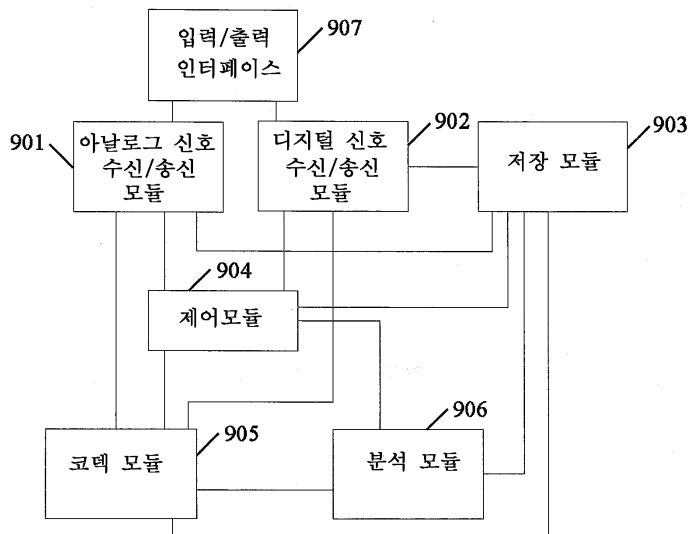 입력/출력
인터페이스
907
901
아날로그 신호
수신/송신
모듈
디지털 신호
수신/송신
모듈
902
저장 모듈
903
904
제어모듈
코덱 모듈
905
분석 모듈
906